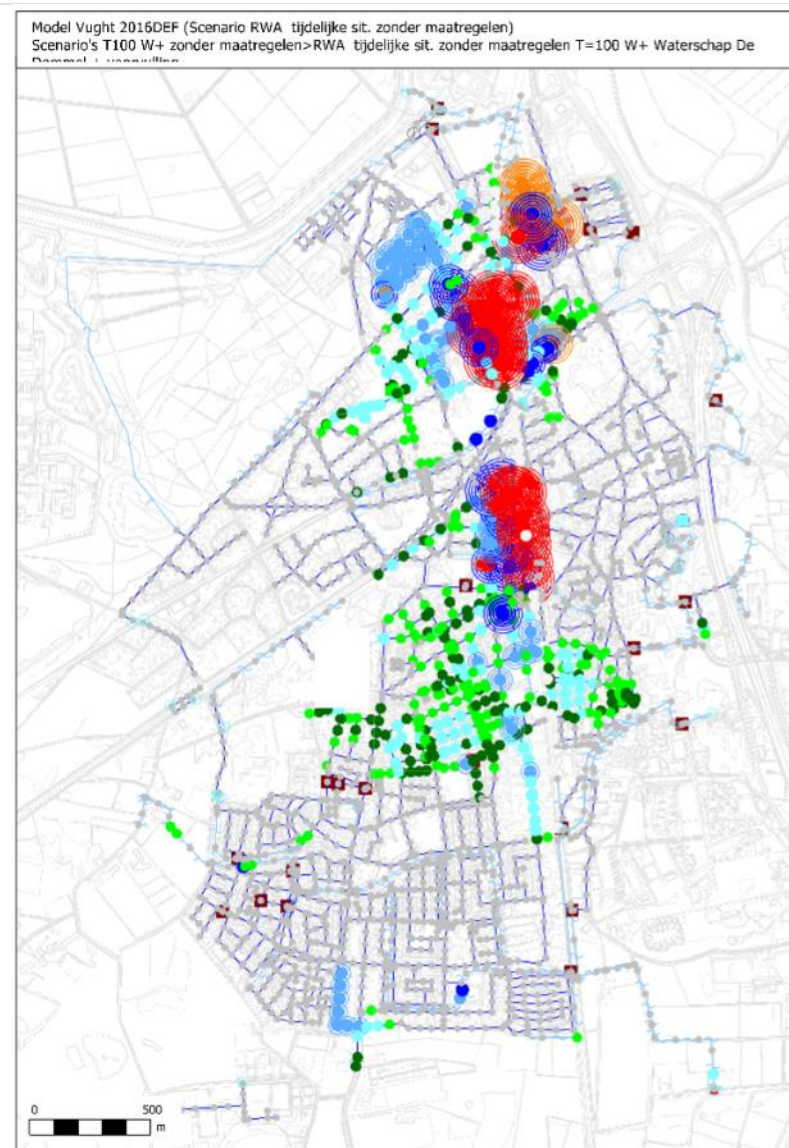 Model Vught 2016DEF (Scenario RWA tijdelijke sit. zonder maatregelen)
Scenario's T100 W+ zonder maatregelen>RWA tijdelijke sit. zonder maatregelen T=100 W+ Waterschap De
0 500
m